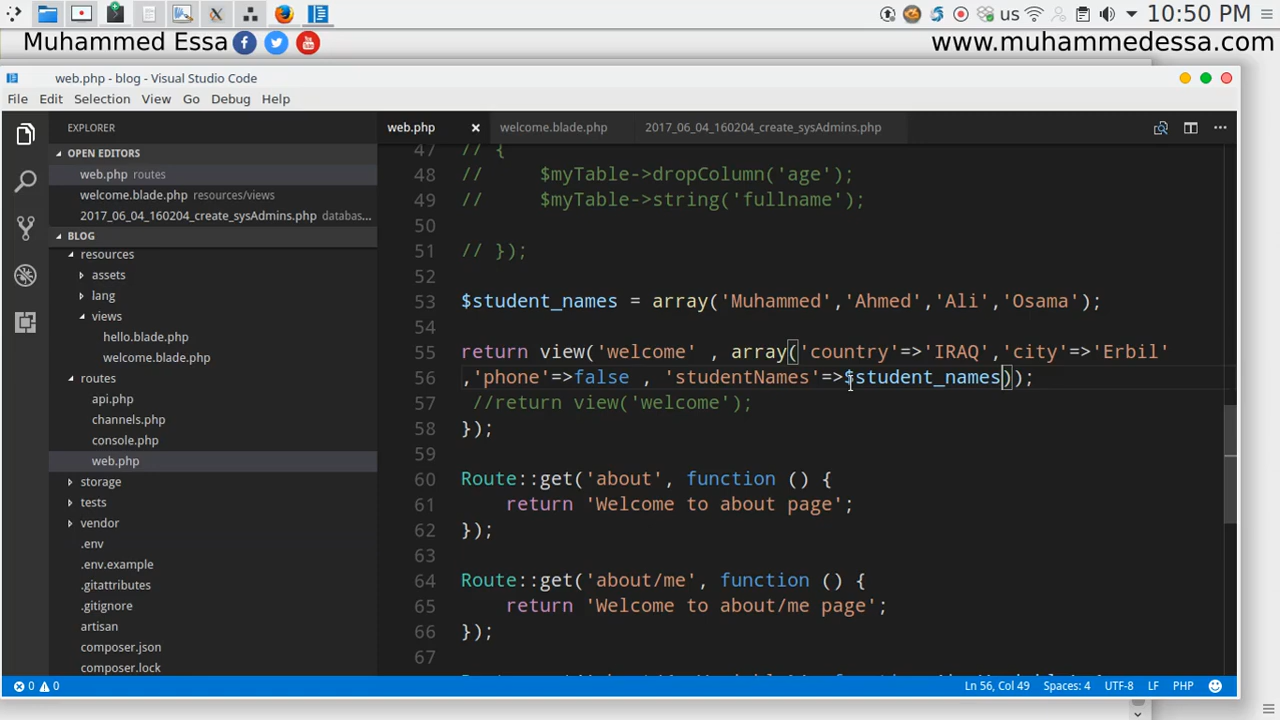 us
10:50 PM
Muhammed Essa
www.muhammedessa.com
web.php - blog - Visual Studio Code
File Edit Selection View Go Debug Help
EXPLORER
OPEN EDITORS
web.php routes
welcome.blade.php resources/views
2017_06_04_160204_create_sysAdmins.php databas...
BLOG
resources
assets
lang
views
hello.blade.php
welcome.blade.php
routes
api.php
channels.php
console.php
web.php
storage
tests
vendor
.env
.env.example
.gitattributes
.gitignore
artisan
composer.json
composer.lock
web.php welcome.blade.php 2017_06_04_160204_create_sysAdmins.php
47 // {
48 // $myTable->dropColumn('age');
49 // $myTable->string('fullname');
50
51 // });
52
53 $student_names = array('Muhammed','Ahmed','Ali','Osama');
54
55 return view('welcome' , array('country'=>'IRAQ','city'=>'Erbil'
56 ,'phone'=>false , 'studentNames'=>$student_names));
57 //return view('welcome');
58 });
59
60 Route::get('about', function () {
61 return 'Welcome to about page';
62 });
63
64 Route::get('about/me', function () {
65 return 'Welcome to about/me page';
66 });
67
0 0
Ln 56, Col 49 Spaces: 4 UTF-8 LF PHP